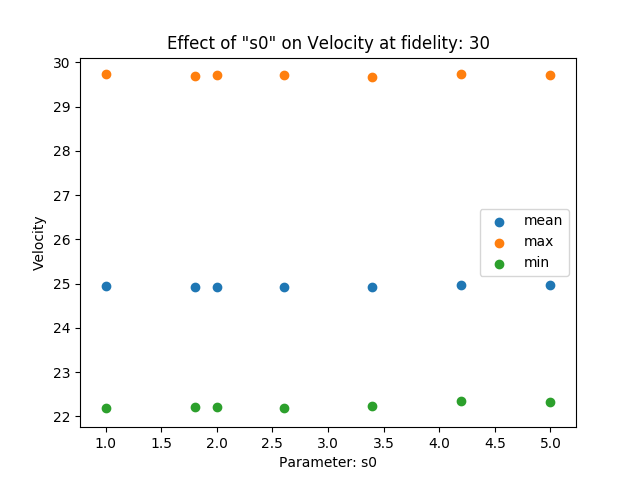 Effect of "s0" on Velocity at fidelity: 30
30
29
28
27
26
25
24
23
22
Velocity
mean
max
min
1.0 1.5 2.0 2.5 3.0 3.5 4.0 4.5 5.0
Parameter: s0